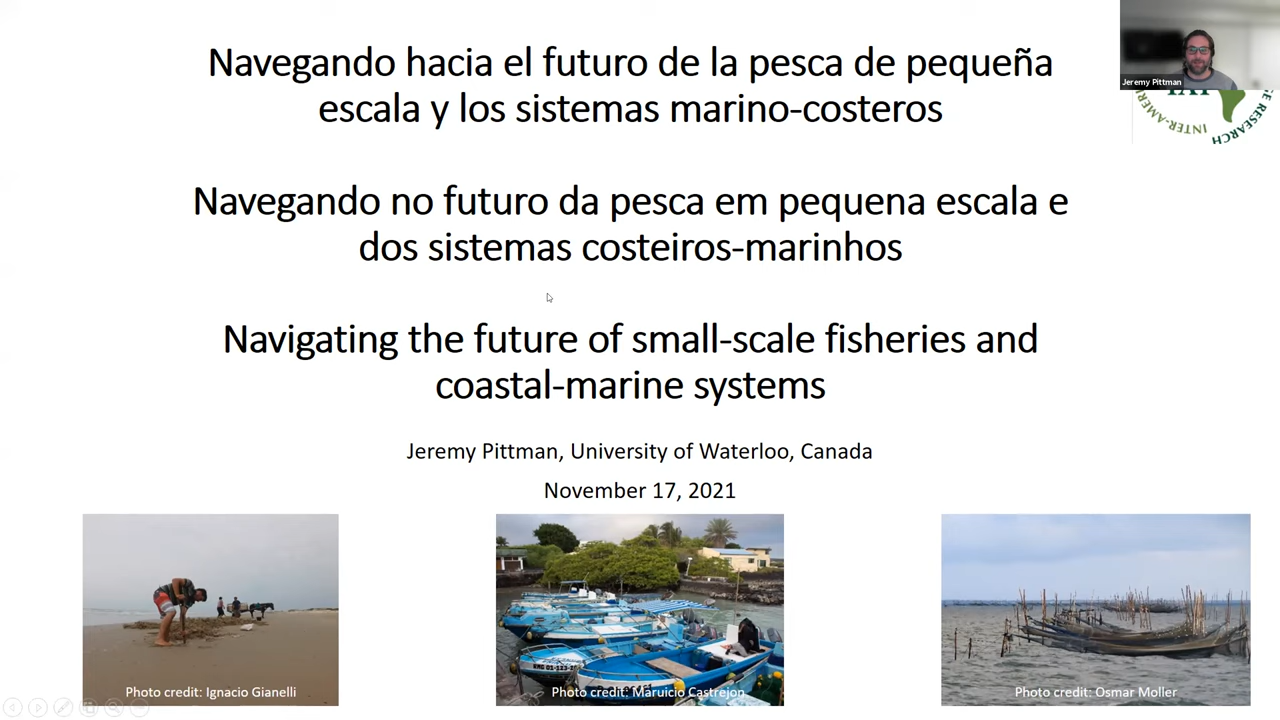 Navegando hacia el futuro de la pesca de pequeña
escala y los sistemas marino-costeros
Jeremy Pittman
INTER-AMERI
RESEARCH
Navegando no futuro da pesca em pequena escala e
dos sistemas costeiros-marinhos
Navigating the future of small-scale fisheries and
coastal-marine systems
Jeremy Pittman, University of Waterloo, Canada
November 17, 2021
Photo credit: Ignacio Gianelli
Photo credit: Maruicio Castrejon
Photo credit: Osmar Moller